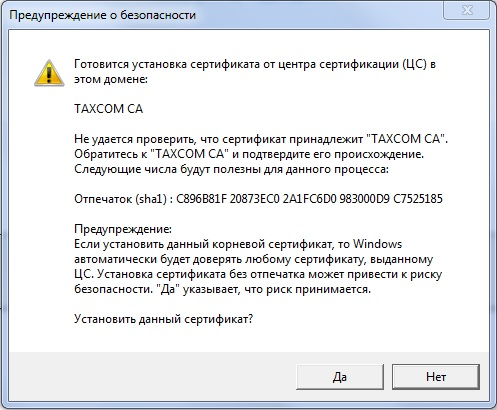 Предупреждение о безопасности
Готовится установка сертификата от центра сертификации (ЦС) в
этом домене:
TAXCOM CA
Не удается проверить, что сертификат принадлежит "TAXCOM CA".
Обратитесь к "TAXCOM CA" и подтвердите его происхождение.
Следующие числа будут полезны для данного процесса:
Отпечаток (sha1) : C896B81F 20873EC0 2A1FC6D0 983000D9 C7525185
Предупреждение:
Если установить данный корневой сертификат, то Windows
автоматически будет доверять любому сертификату, выданному
ЦС. Установка сертификата без отпечатка может привести к риску
безопасности. "Да" указывает, что риск принимается.
Установить данный сертификат?
Да
Нет